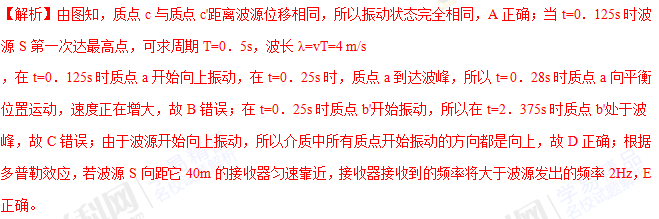 【解析】由图知，质点 c 与质点 c'距离波源位移相同，所以振动状态完全相同，A 正确；当 t=0．125s 时波
源 S 第一次达最高点，可求周期 T=0．5s，波长 λ=vT=4 m/s
，在 t=0．125s 时质点 a 开始向上振动，在 t=0．25s 时，质点 a 到达波峰，所以 t=0．28s 时质点 a 向平衡
位置运动，速度正在增大，故 B 错误；在 t=0．25s 时质点 b'开始振动，所以在 t=2．375s 时质点 b'处于波
峰，故 C 错误；由于波源开始向上振动，所以介质中所有质点开始振动的方向都是向上，故 D 正确；根据
多普勒效应，若波源 S 向距它 40m 的接收器匀速靠近，接收器接收到的频率将大于波源发出的频率 2Hz，E
正确。